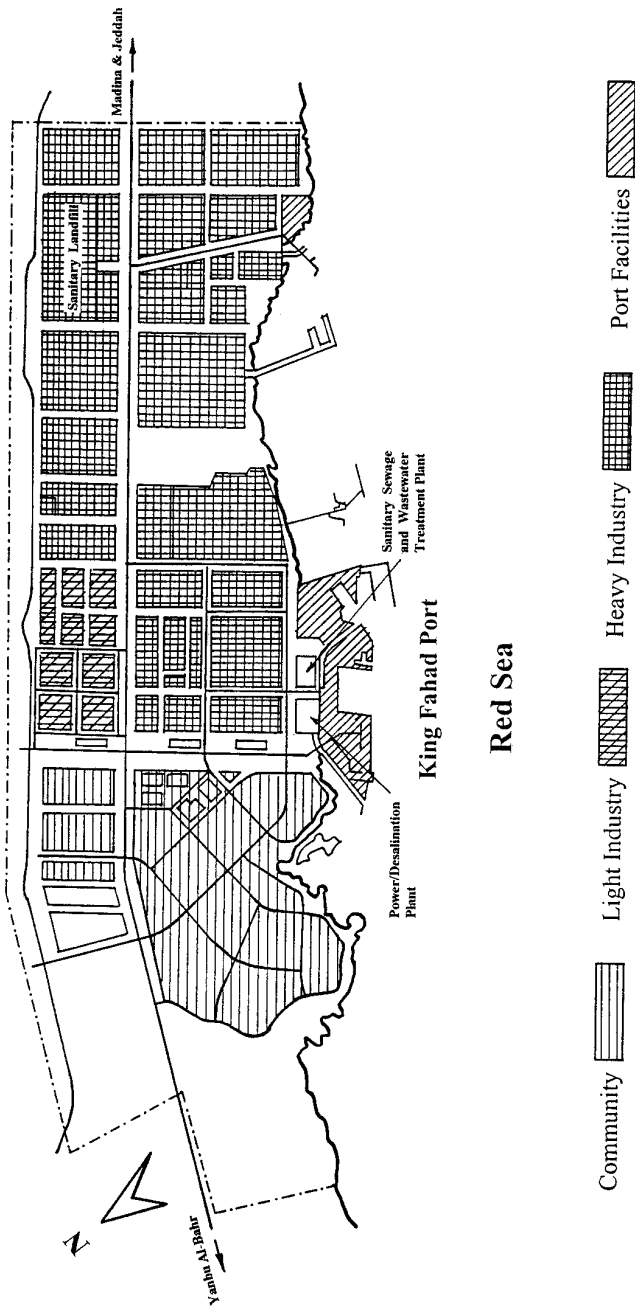 N
Yanbu Al-Bahr
Madina & Jeddah
Sanitary Landfill
Sanitary Sewage
and Wastewater
Treatment Plant
Power/Desalination
Plant
King Fahad Port
Red Sea
Community
Light Industry
Heavy Industry
Port Facilities